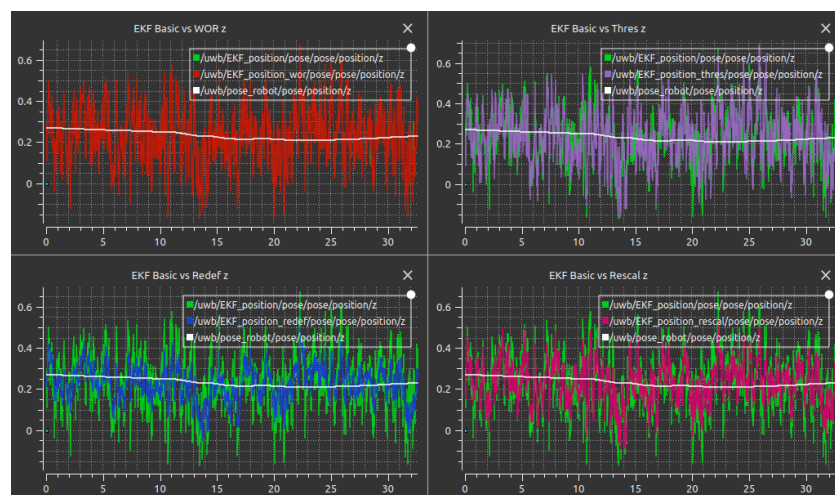 EKF Basic vs WOR z
/uwb/EKF_position/pose/pose/position/z
/uwb/EKF_position_wor/pose/pose/position/z
/uwb/pose_robot/pose/position/z
0.6
0.4
0.2
0
0 5 10 15 20 25 30
EKF Basic vs Thres z
/uwb/EKF_position/pose/pose/position/z
/uwb/EKF_position_thres/pose/pose/position/z
/uwb/pose_robot/pose/position/z
0.6
0.4
0.2
0
0 5 10 15 20 25 30
EKF Basic vs Redef z
/uwb/EKF_position/pose/pose/position/z
/uwb/EKF_position_redef/pose/pose/position/z
/uwb/pose_robot/pose/position/z
0.6
0.4
0.2
0
0 5 10 15 20 25 30
EKF Basic vs Rescal z
/uwb/EKF_position/pose/pose/position/z
/uwb/EKF_position_rescal/pose/pose/position/z
/uwb/pose_robot/pose/position/z
0.6
0.4
0.2
0
0 5 10 15 20 25 30